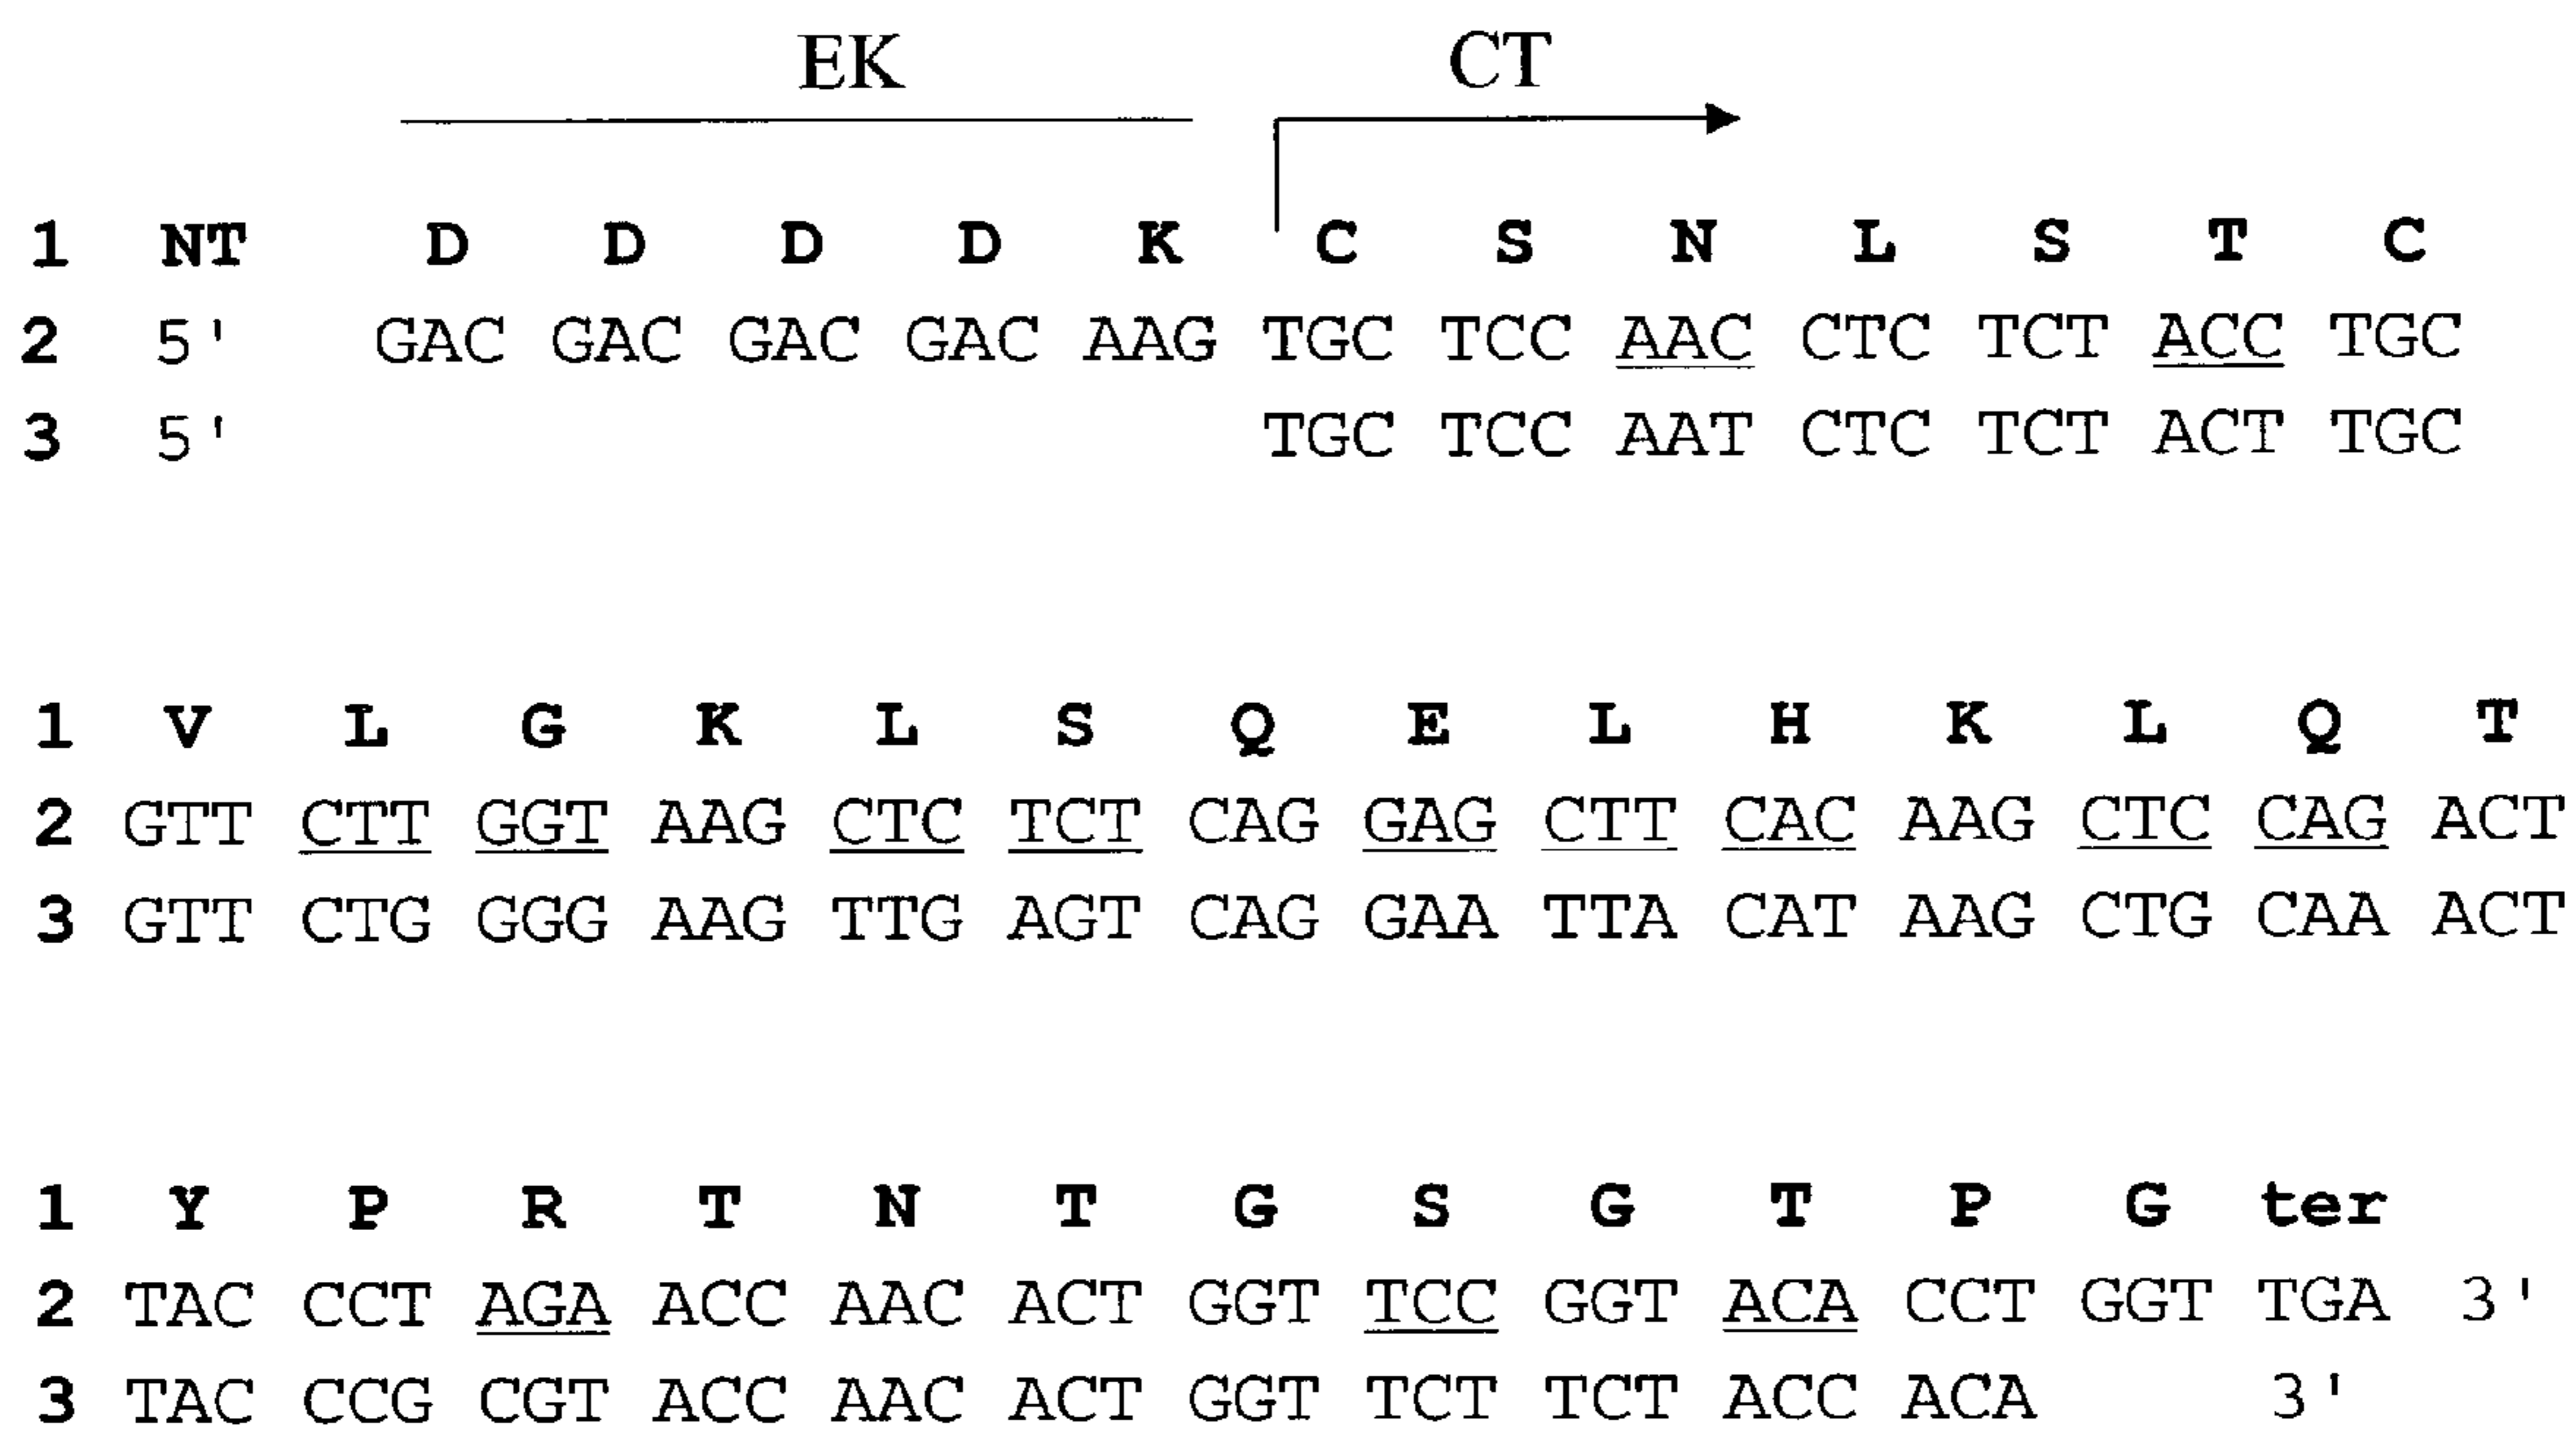 EK CT
1 NT D D D D K C S N L S T C
2 5' GAC GAC GAC GAC AAG TGC TCC AAC CTC TCT ACC TGC
3 5' TGC TCC AAT CTC TCT ACT TGC
1 V L G K L S Q E L H K L Q T
2 GTT CTT GGT AAG CTC TCT CAG GAG CTT CAC AAG CTC CAG ACT
3 GTT CTG GGG AAG TTG AGT CAG GAA TTA CAT AAG CTG CAA ACT
1 Y P R T N T G S G T P G ter
2 TAC CCT AGA ACC AAC ACT GGT TCC GGT ACA CCT GGT TGA 3'
3 TAC CCG CGT ACC AAC ACT GGT TCT TCT ACC ACA 3'